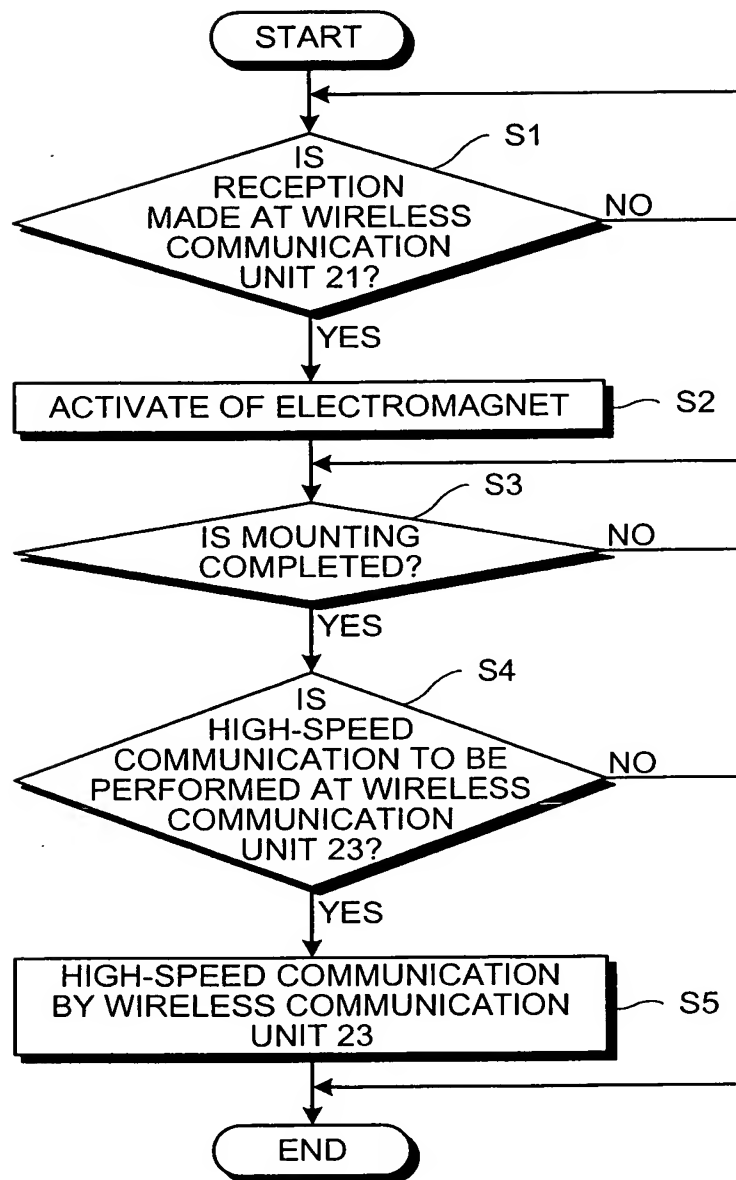 START
S1
IS
RECEPTION
MADE AT WIRELESS
COMMUNICATION
UNIT 21?
NO
YES
ACTIVATE OF ELECTROMAGNET
S2
S3
IS MOUNTING
COMPLETED?
NO
YES
S4
IS
HIGH-SPEED
COMMUNICATION TO BE
PERFORMED AT WIRELESS
COMMUNICATION
UNIT 23?
NO
YES
HIGH-SPEED COMMUNICATION
BY WIRELESS COMMUNICATION
UNIT 23
S5
END